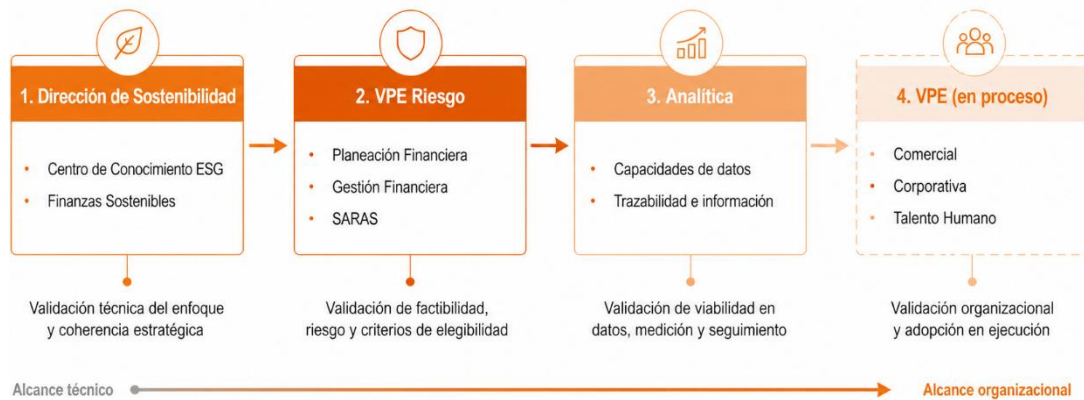 1. Dirección de Sostenibilidad
• Centro de Conocimiento ESG
• Finanzas Sostenibles
Validación técnica del enfoque
y coherencia estratégica
2. VPE Riesgo
• Planeación Financiera
• Gestión Financiera
• SARAS
Validación de factibilidad,
riesgo y criterios de elegibilidad
3. Analítica
• Capacidades de datos
• Trazabilidad e información
Validación de viabilidad en
datos, medición y seguimiento
4. VPE (en proceso)
• Comercial
• Corporativa
• Talento Humano
Validación organizacional
y adopción en ejecución
Alcance técnico
Alcance organizacional